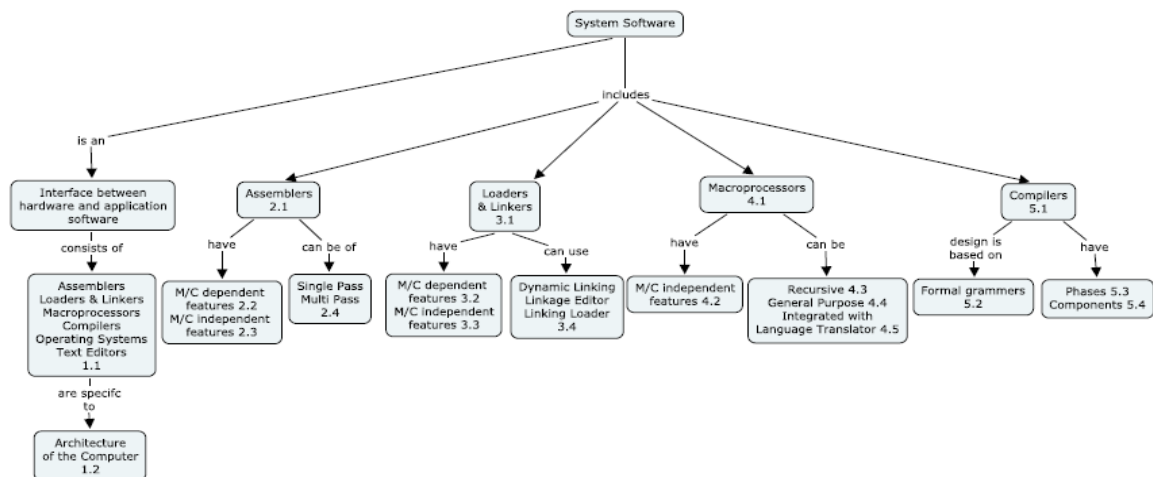 System Software
includes
is an
Interface between
hardware and application
software
consists of
Assemblers
Loaders & Linkers
Macroprocessors
Compilers
Operating Systems
Text Editors
1.1
are specifc
to
Architecture
of the Computer
1.2
Assemblers
2.1
have
M/C dependent
features 2.2
M/C independent
features 2.3
can be of
Single Pass
Multi Pass
2.4
Loaders
& Linkers
3.1
have
M/C dependent
features 3.2
M/C independent
features 3.3
can use
Dynamic Linking
Linkage Editor
Linking Loader
3.4
Macroprocessors
4.1
have
M/C independent
features 4.2
can be
Recursive 4.3
General Purpose 4.4
Integrated with
Language Translator 4.5
Compilers
5.1
design is
based on
Formal grammers
5.2
have
Phases 5.3
Components 5.4